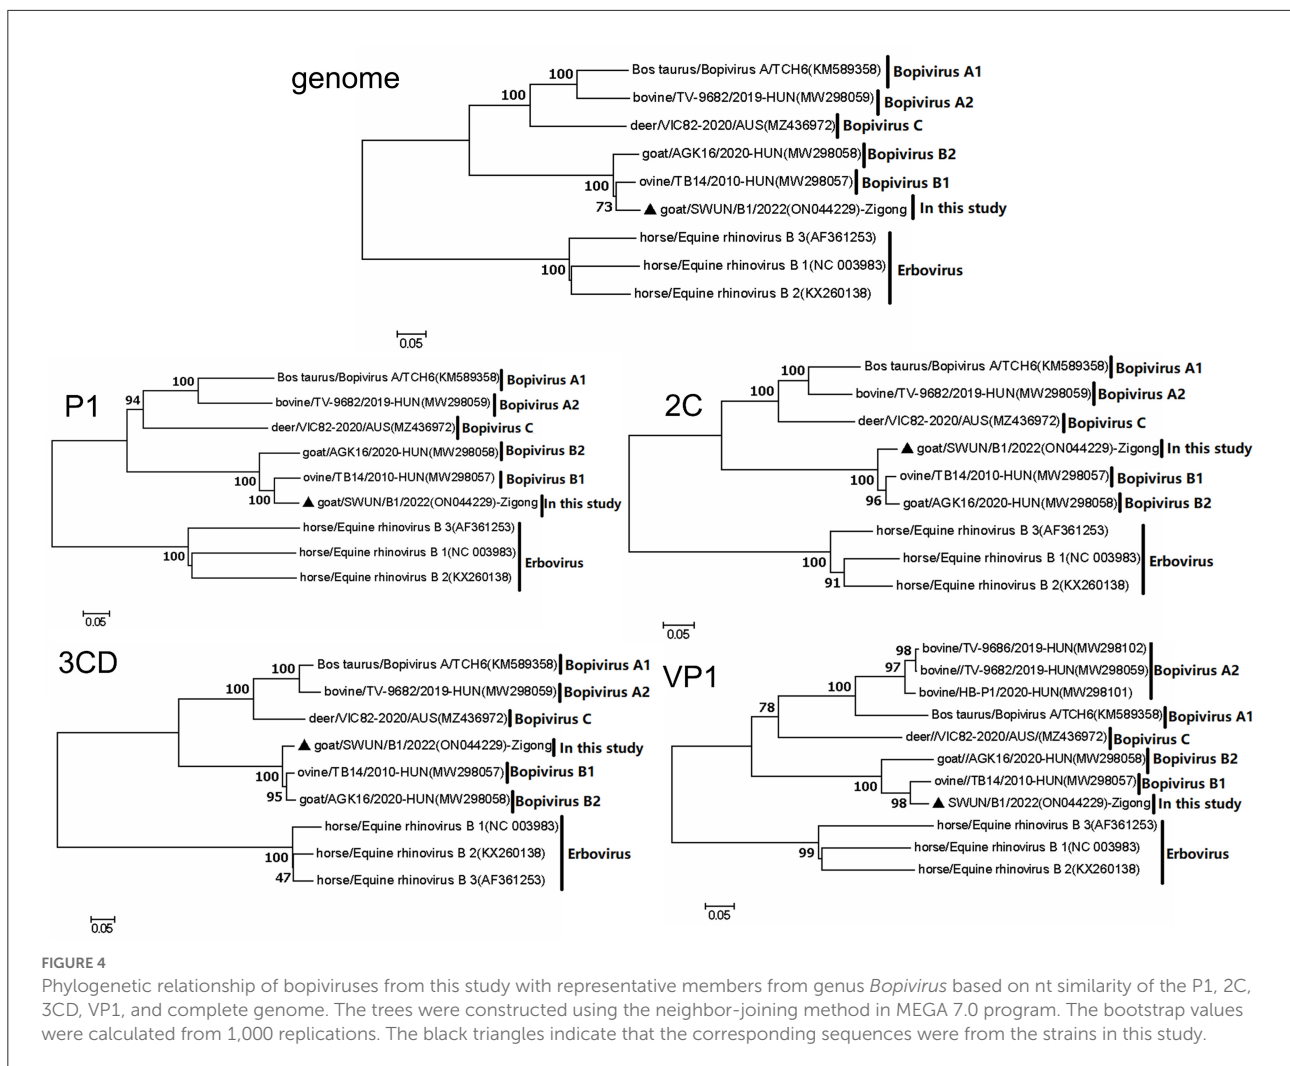 genome
100
Bos taurus/Bopivirus A/TCH6(KM589358)
Bopivirus A1
100
bovine/TV-9682/2019-HUN(MW298059)
Bopivirus A2
deer/VIC82-2020/AUS(MZ436972)
Bopivirus C
goat/AGK16/2020-HUN(MW298058)
Bopivirus B2
100
ovine/TB14/2010-HUN(MW298057)
Bopivirus B1
73
goat/SWUN/B1/2022(ON044229)-Zigong
In this study
horse/Equine rhinovirus B 3(AF361253)
100
horse/Equine rhinovirus B 1(NC 003983)
Erbovirus
horse/Equine rhinovirus B 2(KX260138)
0.05
P1
100
Bos taurus/Bopivirus A/TCH6(KM589358)
Bopivirus A1
94
bovine/TV-9682/2019-HUN(MW298059)
Bopivirus A2
deer/VIC82-2020/AUS(MZ436972)
Bopivirus C
goat/AGK16/2020-HUN(MW298058)
Bopivirus B2
100
ovine/TB14/2010-HUN(MW298057)
Bopivirus B1
100
goat/SWUN/B1/2022(ON044229)-Zigong
In this study
horse/Equine rhinovirus B 3(AF361253)
100
horse/Equine rhinovirus B 1(NC 003983)
Erbovirus
horse/Equine rhinovirus B 2(KX260138)
0.05
2C
100
Bos taurus/Bopivirus A/TCH6(KM589358)
Bopivirus A1
100
bovine/TV-9682/2019-HUN(MW298059)
Bopivirus A2
deer/VIC82-2020/AUS(MZ436972)
Bopivirus C
goat/SWUN/B1/2022(ON044229)-Zigong
In this study
100
ovine/TB14/2010-HUN(MW298057)
Bopivirus B1
96
goat/AGK16/2020-HUN(MW298058)
Bopivirus B2
horse/Equine rhinovirus B 3(AF361253)
100
horse/Equine rhinovirus B 1(NC 003983)
Erbovirus
91
horse/Equine rhinovirus B 2(KX260138)
0.05
3CD
100
Bos taurus/Bopivirus A/TCH6(KM589358)
Bopivirus A1
100
bovine/TV-9682/2019-HUN(MW298059)
Bopivirus A2
deer/VIC82-2020/AUS(MZ436972)
Bopivirus C
goat/SWUN/B1/2022(ON044229)-Zigong
In this study
100
ovine/TB14/2010-HUN(MW298057)
Bopivirus B1
95
goat/AGK16/2020-HUN(MW298058)
Bopivirus B2
horse/Equine rhinovirus B 1(NC 003983)
100
horse/Equine rhinovirus B 2(KX260138)
Erbovirus
47
horse/Equine rhinovirus B 3(AF361253)
0.05
VP1
98
bovine/TV-9686/2019-HUN(MW298102)
97
bovine//TV-9682/2019-HUN(MW298059)
Bopivirus A2
100
bovine/HB-P1/2020-HUN(MW298101)
78
Bos taurus/Bopivirus A/TCH6(KM589358)
Bopivirus A1
deer//VIC82-2020/AUS/(MZ436972)
Bopivirus C
goat//AGK16/2020-HUN(MW298058)
Bopivirus B2
100
ovine//TB14/2010-HUN(MW298057)
Bopivirus B1
98
SWUN/B1/2022(ON044229)-Zigong
In this study
horse/Equine rhinovirus B 3(AF361253)
99
horse/Equine rhinovirus B 1(NC 003983)
Erbovirus
horse/Equine rhinovirus B 2(KX260138)
0.05
FIGURE 4
Phylogenetic relationship of bopiviruses from this study with representative members from genus Bopivirus based on nt similarity of the P1, 2C,
3CD, VP1, and complete genome. The trees were constructed using the neighbor-joining method in MEGA 7.0 program. The bootstrap values
were calculated from 1,000 replications. The black triangles indicate that the corresponding sequences were from the strains in this study.